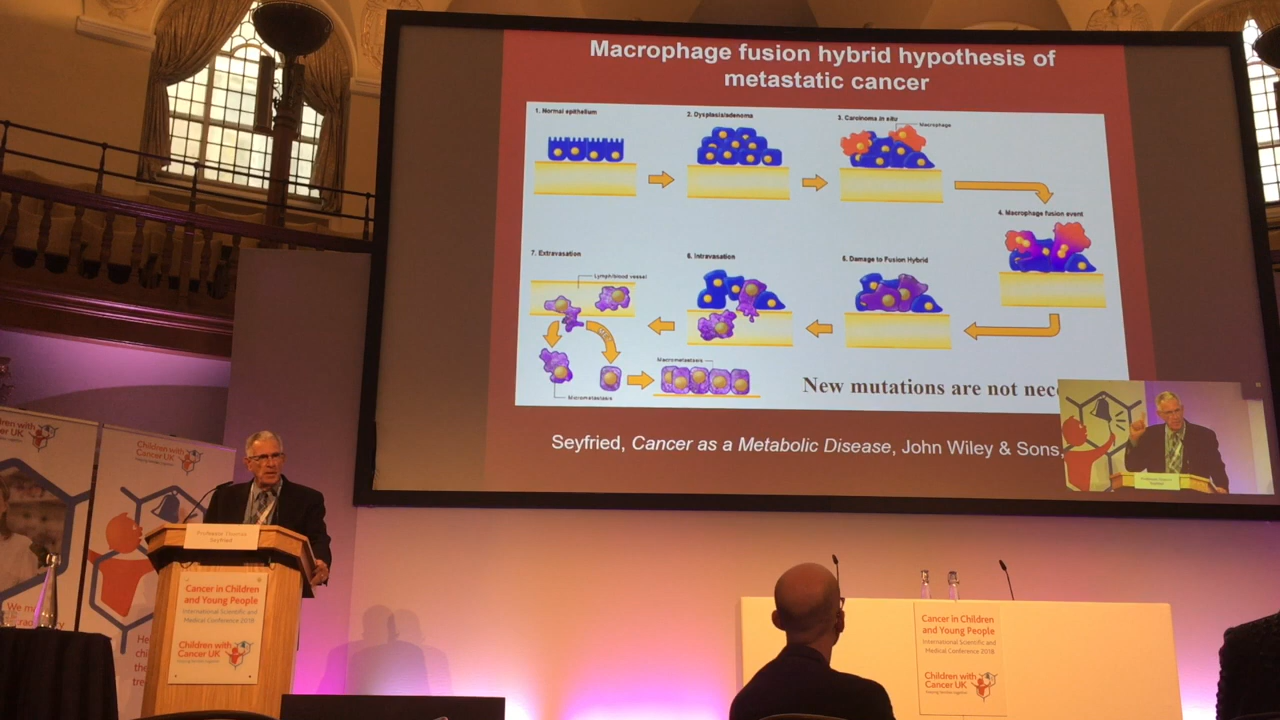 Macrophage fusion hybrid hypothesis of
metastatic cancer
1. Normal epithelium
2. Dysplasia/adenoma
3. Carcinoma in situ
Macrophage
4. Macrophage fusion event
7. Extravasation
6. Intravasation
5. Damage to Fusion Hybrid
Lymph/blood vessel
Macrometastasis
Micrometastasis
New mutations are not nec
Seyfried, Cancer as a Metabolic Disease, John Wiley & Sons,
Children with
Cancer UK
Children with
Cancer UK
Professor Thomas
Seyfried
Cancer in Children
and Young People
International Scientific and
Medical Conference 2018
Children with
Cancer UK
Cancer in Children
and Young People
International Scientific and
Medical Conference 2018
Children with
Cancer UK